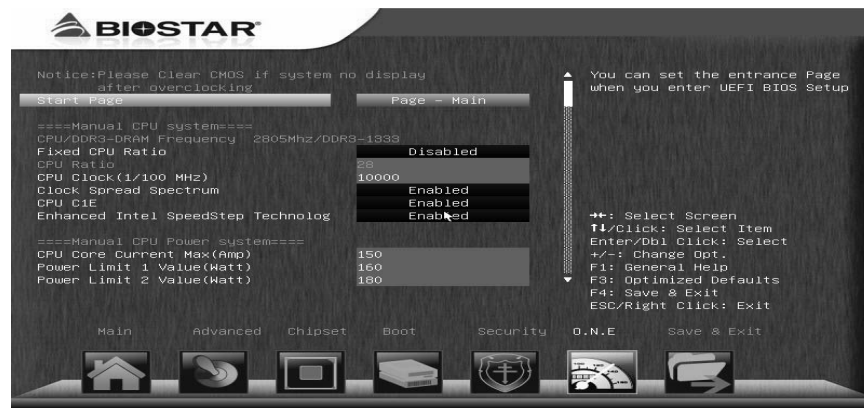 BIOSTAR®
Notice:Please Clear CMOS if system no display
after overclocking
Start Page Page - Main
====Manual CPU system====
CPU/DDR3-DRAM Frequency 2805Mhz/DDR3-1333
Fixed CPU Ratio Disabled
CPU Ratio 28
CPU Clock(1/100 MHz) 10000
Clock Spread Spectrum Enabled
CPU C1E Enabled
Enhanced Intel SpeedStep Technolog Enabled
====Manual CPU Power system====
CPU Core Current Max(Amp) 150
Power Limit 1 Value(Watt) 160
Power Limit 2 Value(Watt) 180
You can set the entrance Page
when you enter UEFI BIOS Setup
→←: Select Screen
↑↓/Click: Select Item
Enter/Dbl Click: Select
+/-: Change Opt.
F1: General Help
F3: Optimized Defaults
F4: Save & Exit
ESC/Right Click: Exit
Main Advanced Chipset Boot Security O.N.E Save & Exit